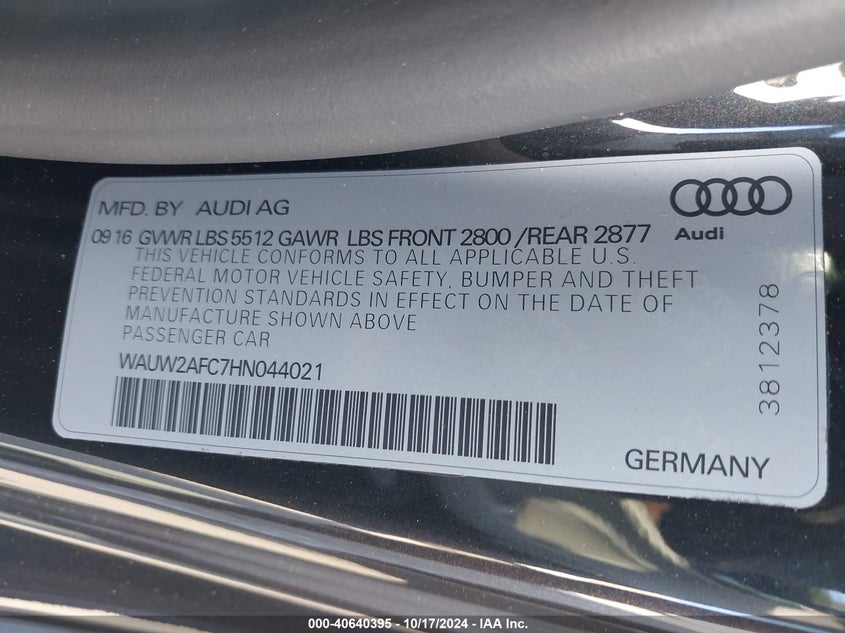 MFD. BY AUDI AG
Audi
09 16 GVWR LBS 5512 GAWR LBS FRONT 2800 /REAR 2877
THIS VEHICLE CONFORMS TO ALL APPLICABLE U.S.
FEDERAL MOTOR VEHICLE SAFETY, BUMPER AND THEFT
PREVENTION STANDARDS IN EFFECT ON THE DATE OF
MANUFACTURE SHOWN ABOVE
PASSENGER CAR
WAUW2AFC7HN044021
3812378
GERMANY
000-40640395 - 10/17/2024 - IAA Inc.